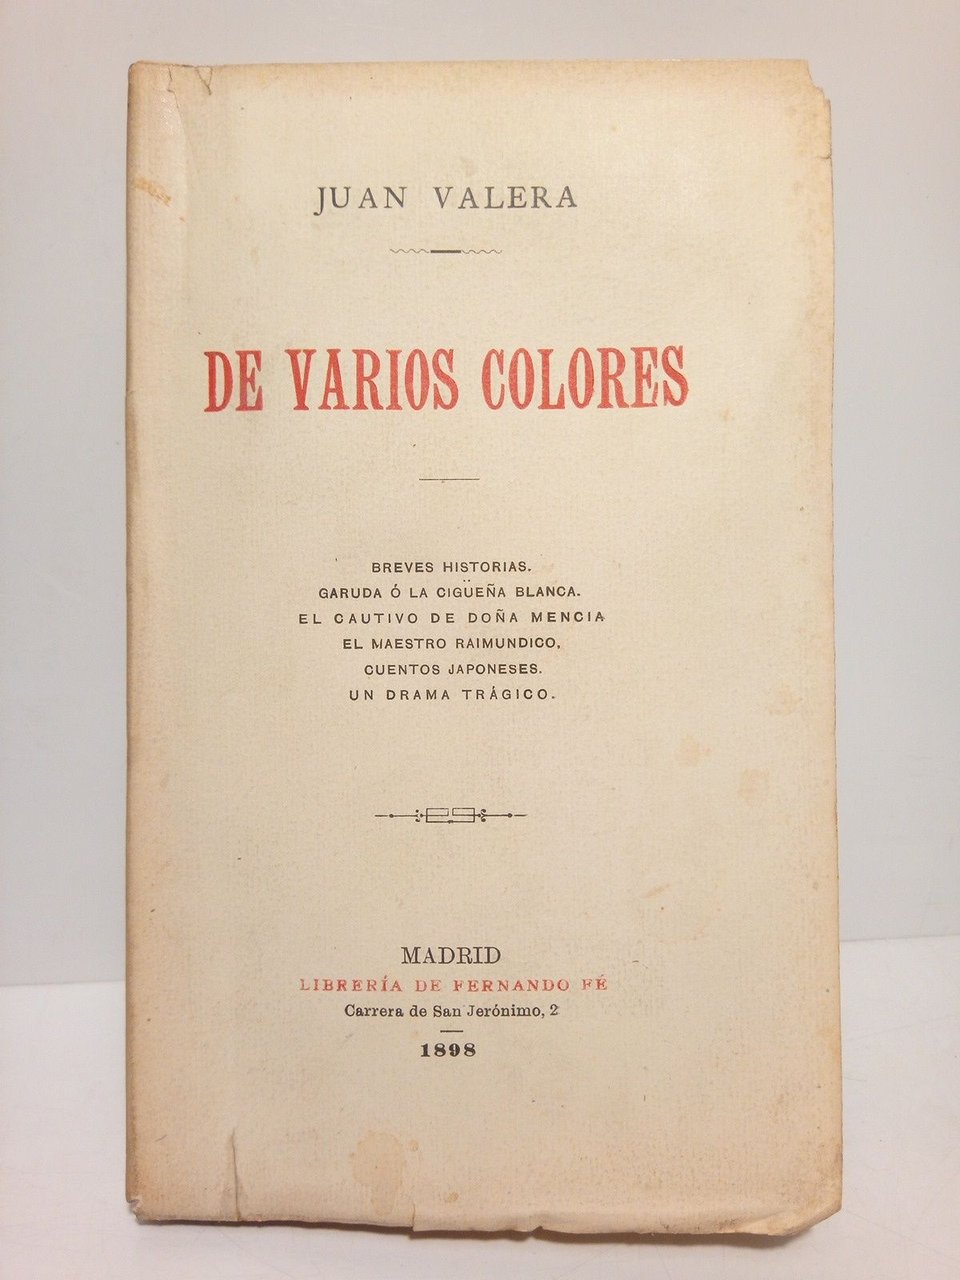 JUAN VALERA
DE VARIOS COLORES
BREVES HISTORIAS.
GARUDA Ó LA CIGÜEÑA BLANCA.
EL CAUTIVO DE DOÑA MENCIA
EL MAESTRO RAIMUNDICO,
CUENTOS JAPONESES.
UN DRAMA TRÁGICO.
MADRID
LIBRERÍA DE FERNANDO FÉ
Carrera de San Jerónimo, 2
1898